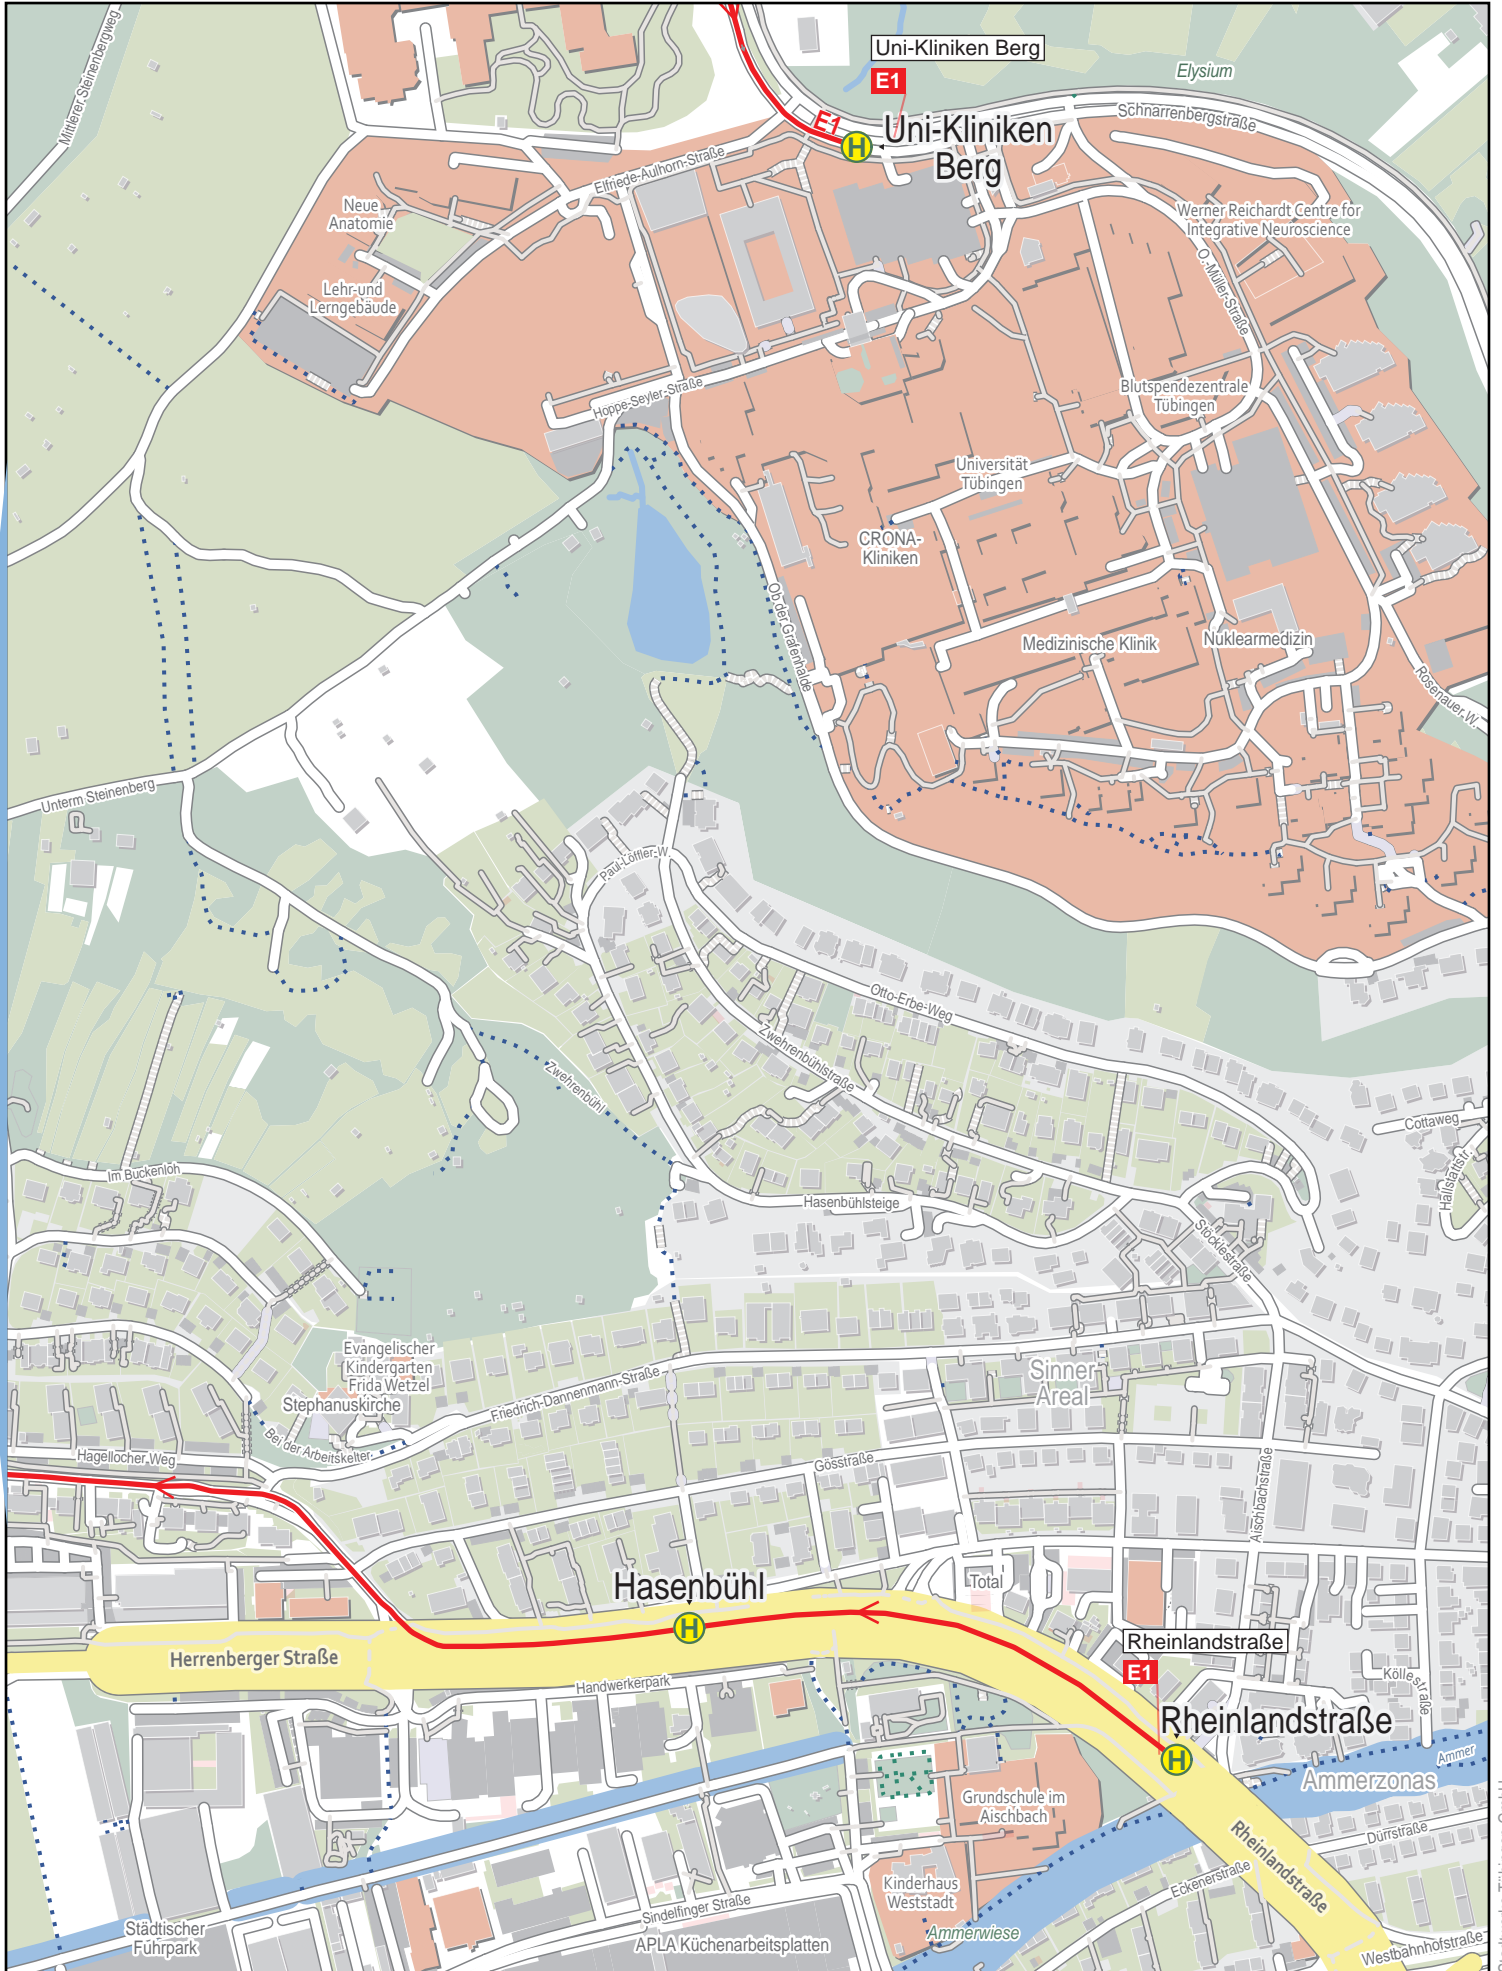 Mittlerer Steinenbergweg
Uni-Kliniken Berg
E1
Elysium
Schnarrenbergstraße
E1
H
Uni-Kliniken
Berg
Elfriede-Aulhorn-Straße
Neue
Anatomie
Werner Reichardt Centre for
Integrative Neuroscience
O.-Müller-Straße
Lehr-und
Lerngebäude
Hoppe-Seyler-Straße
Blutspendezentrale
Tübingen
Universität
Tübingen
CRONA-
Kliniken
Ob der Grafenhalde
Medizinische Klinik
Nuklearmedizin
Rosenauer W.
Unterm Steinenberg
Paul-Löffler-W.
Otto-Erbe-Weg
Zwehrenbühlstraße
Zwehrenbühl
Cottaweg
Hallstattstr.
Im Buckenloh
Hasenbühlsteige
Stöcklestraße
Evangelischer
Kindergarten
Frida Wetzel
Stephanuskirche
Sinner
Areal
Friedrich-Dannenmann-Straße
Bei der Arbeitskelter
Hagellocher Weg
Gösstraße
Aischbachstraße
Hasenbühl
H
Total
Herrenberger Straße
Rheinlandstraße
E1
Handwerkerpark
Köllestraße
Rheinlandstraße
H
Ammer
Ammerzonas
Grundschule im
Aischbach
Dürrstraße
Rheinlandstraße
Eckenerstraße
Kinderhaus
Weststadt
Sindelfinger Straße
Städtischer
Fuhrpark
APLA Küchenarbeitsplatten
Ammerwiese
Westbahnhofstraße